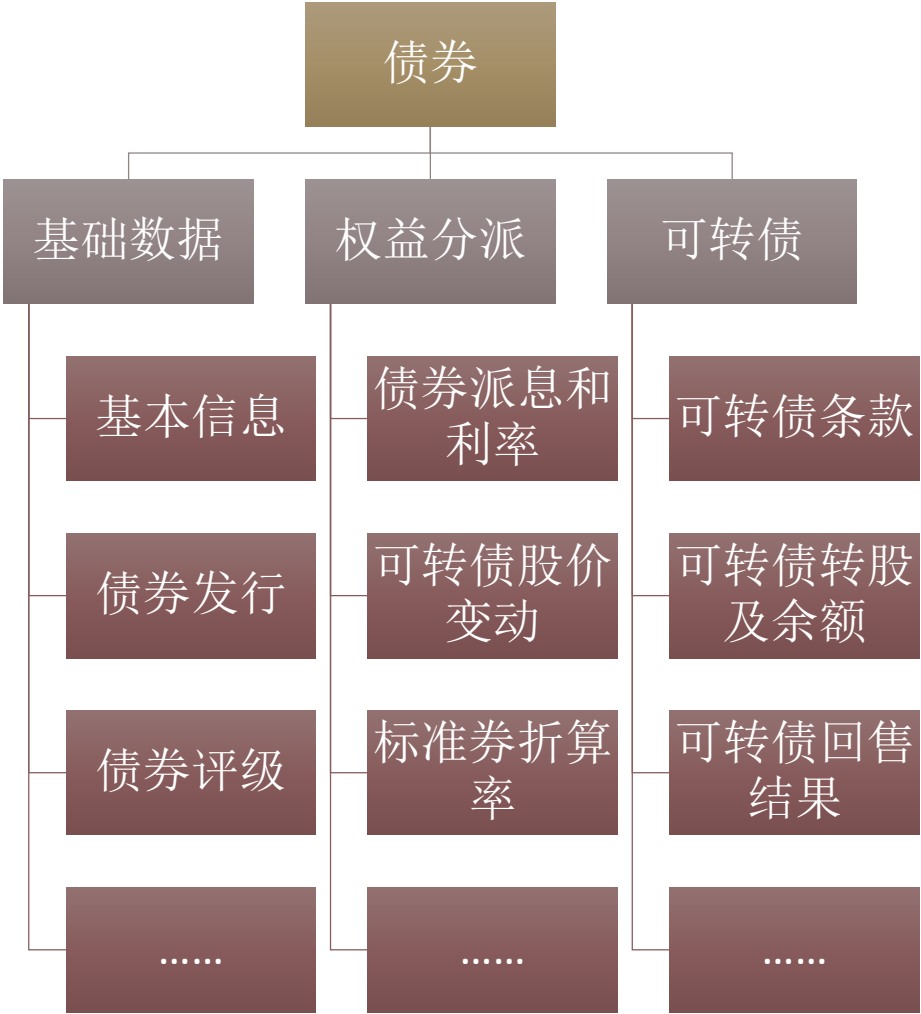 债券
基础数据
权益分派
可转债
基本信息
债券派息和
利率
可转债条款
债券发行
可转债股价
变动
可转债转股
及余额
债券评级
标准券折算
率
可转债回售
结果
……
……
……